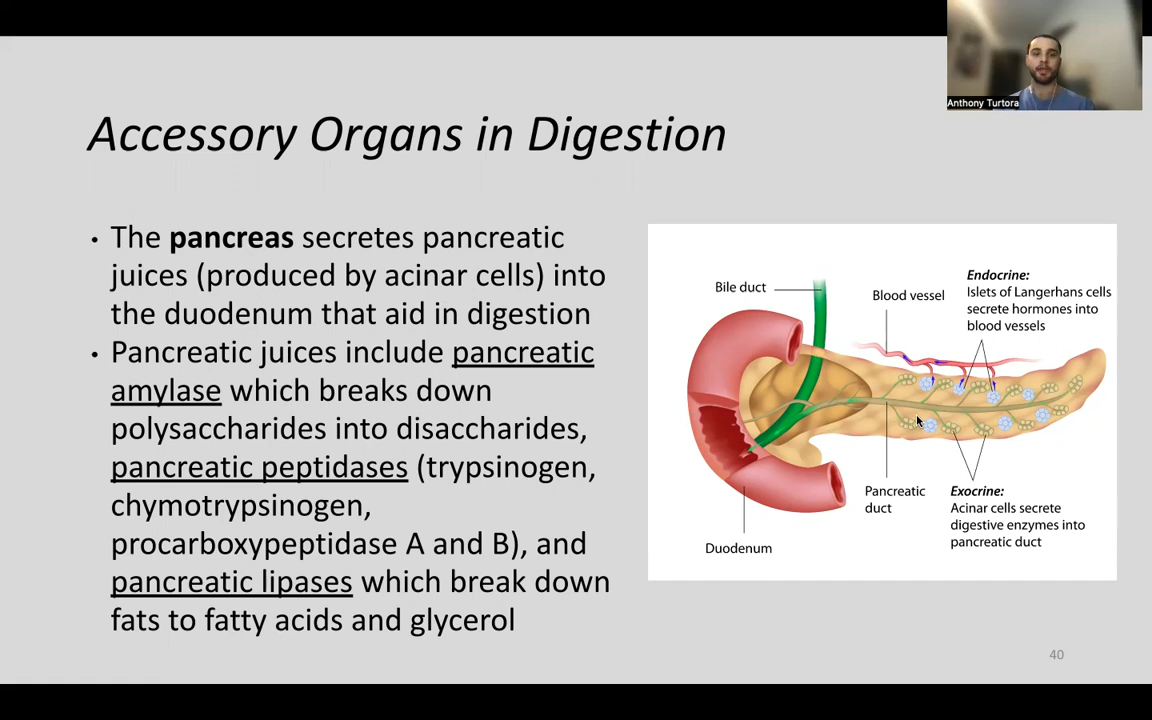 Anthony Turtora
Accessory Organs in Digestion
• The pancreas secretes pancreatic
juices (produced by acinar cells) into
the duodenum that aid in digestion
• Pancreatic juices include pancreatic
amylase which breaks down
polysaccharides into disaccharides,
pancreatic peptidases (trypsinogen,
chymotrypsinogen,
procarboxypeptidase A and B), and
pancreatic lipases which break down
fats to fatty acids and glycerol
Bile duct
Blood vessel
Endocrine:
Islets of Langerhans cells
secrete hormones into
blood vessels
Pancreatic
duct
Exocrine:
Acinar cells secrete
digestive enzymes into
pancreatic duct
Duodenum
40